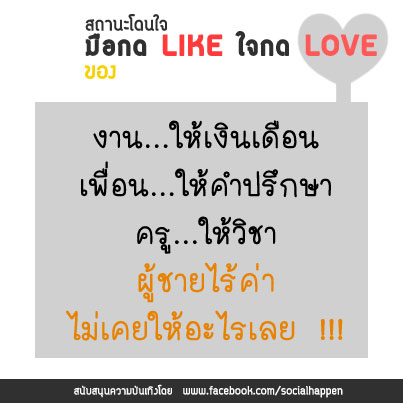 สถานะโดนใจ
มือกด LIKE ใจกด LOVE
ของ
งาน...ให้เงินเดือน
เพื่อน...ให้คำปรึกษา
ครู...ให้วิชา
ผู้ชายไร้ค่า
ไม่เคยให้อะไรเลย !!!
สนับสนุนความบันเทิงโดย www.facebook.com/socialhappen